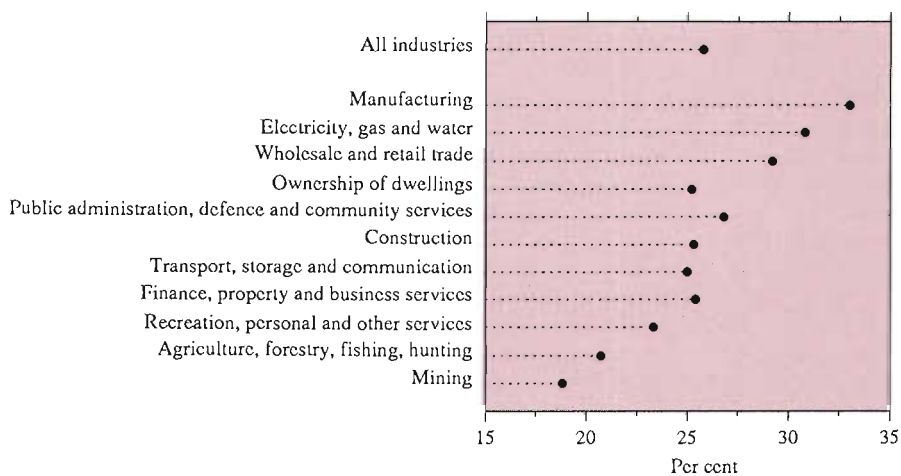 All industries
Manufacturing
Electricity, gas and water
Wholesale and retail trade
Ownership of dwellings
Public administration, defence and community services
Construction
Transport, storage and communication
Finance, property and business services
Recreation, personal and other services
Agriculture, forestry, fishing, hunting
Mining
15 20 25 30 35
Per cent